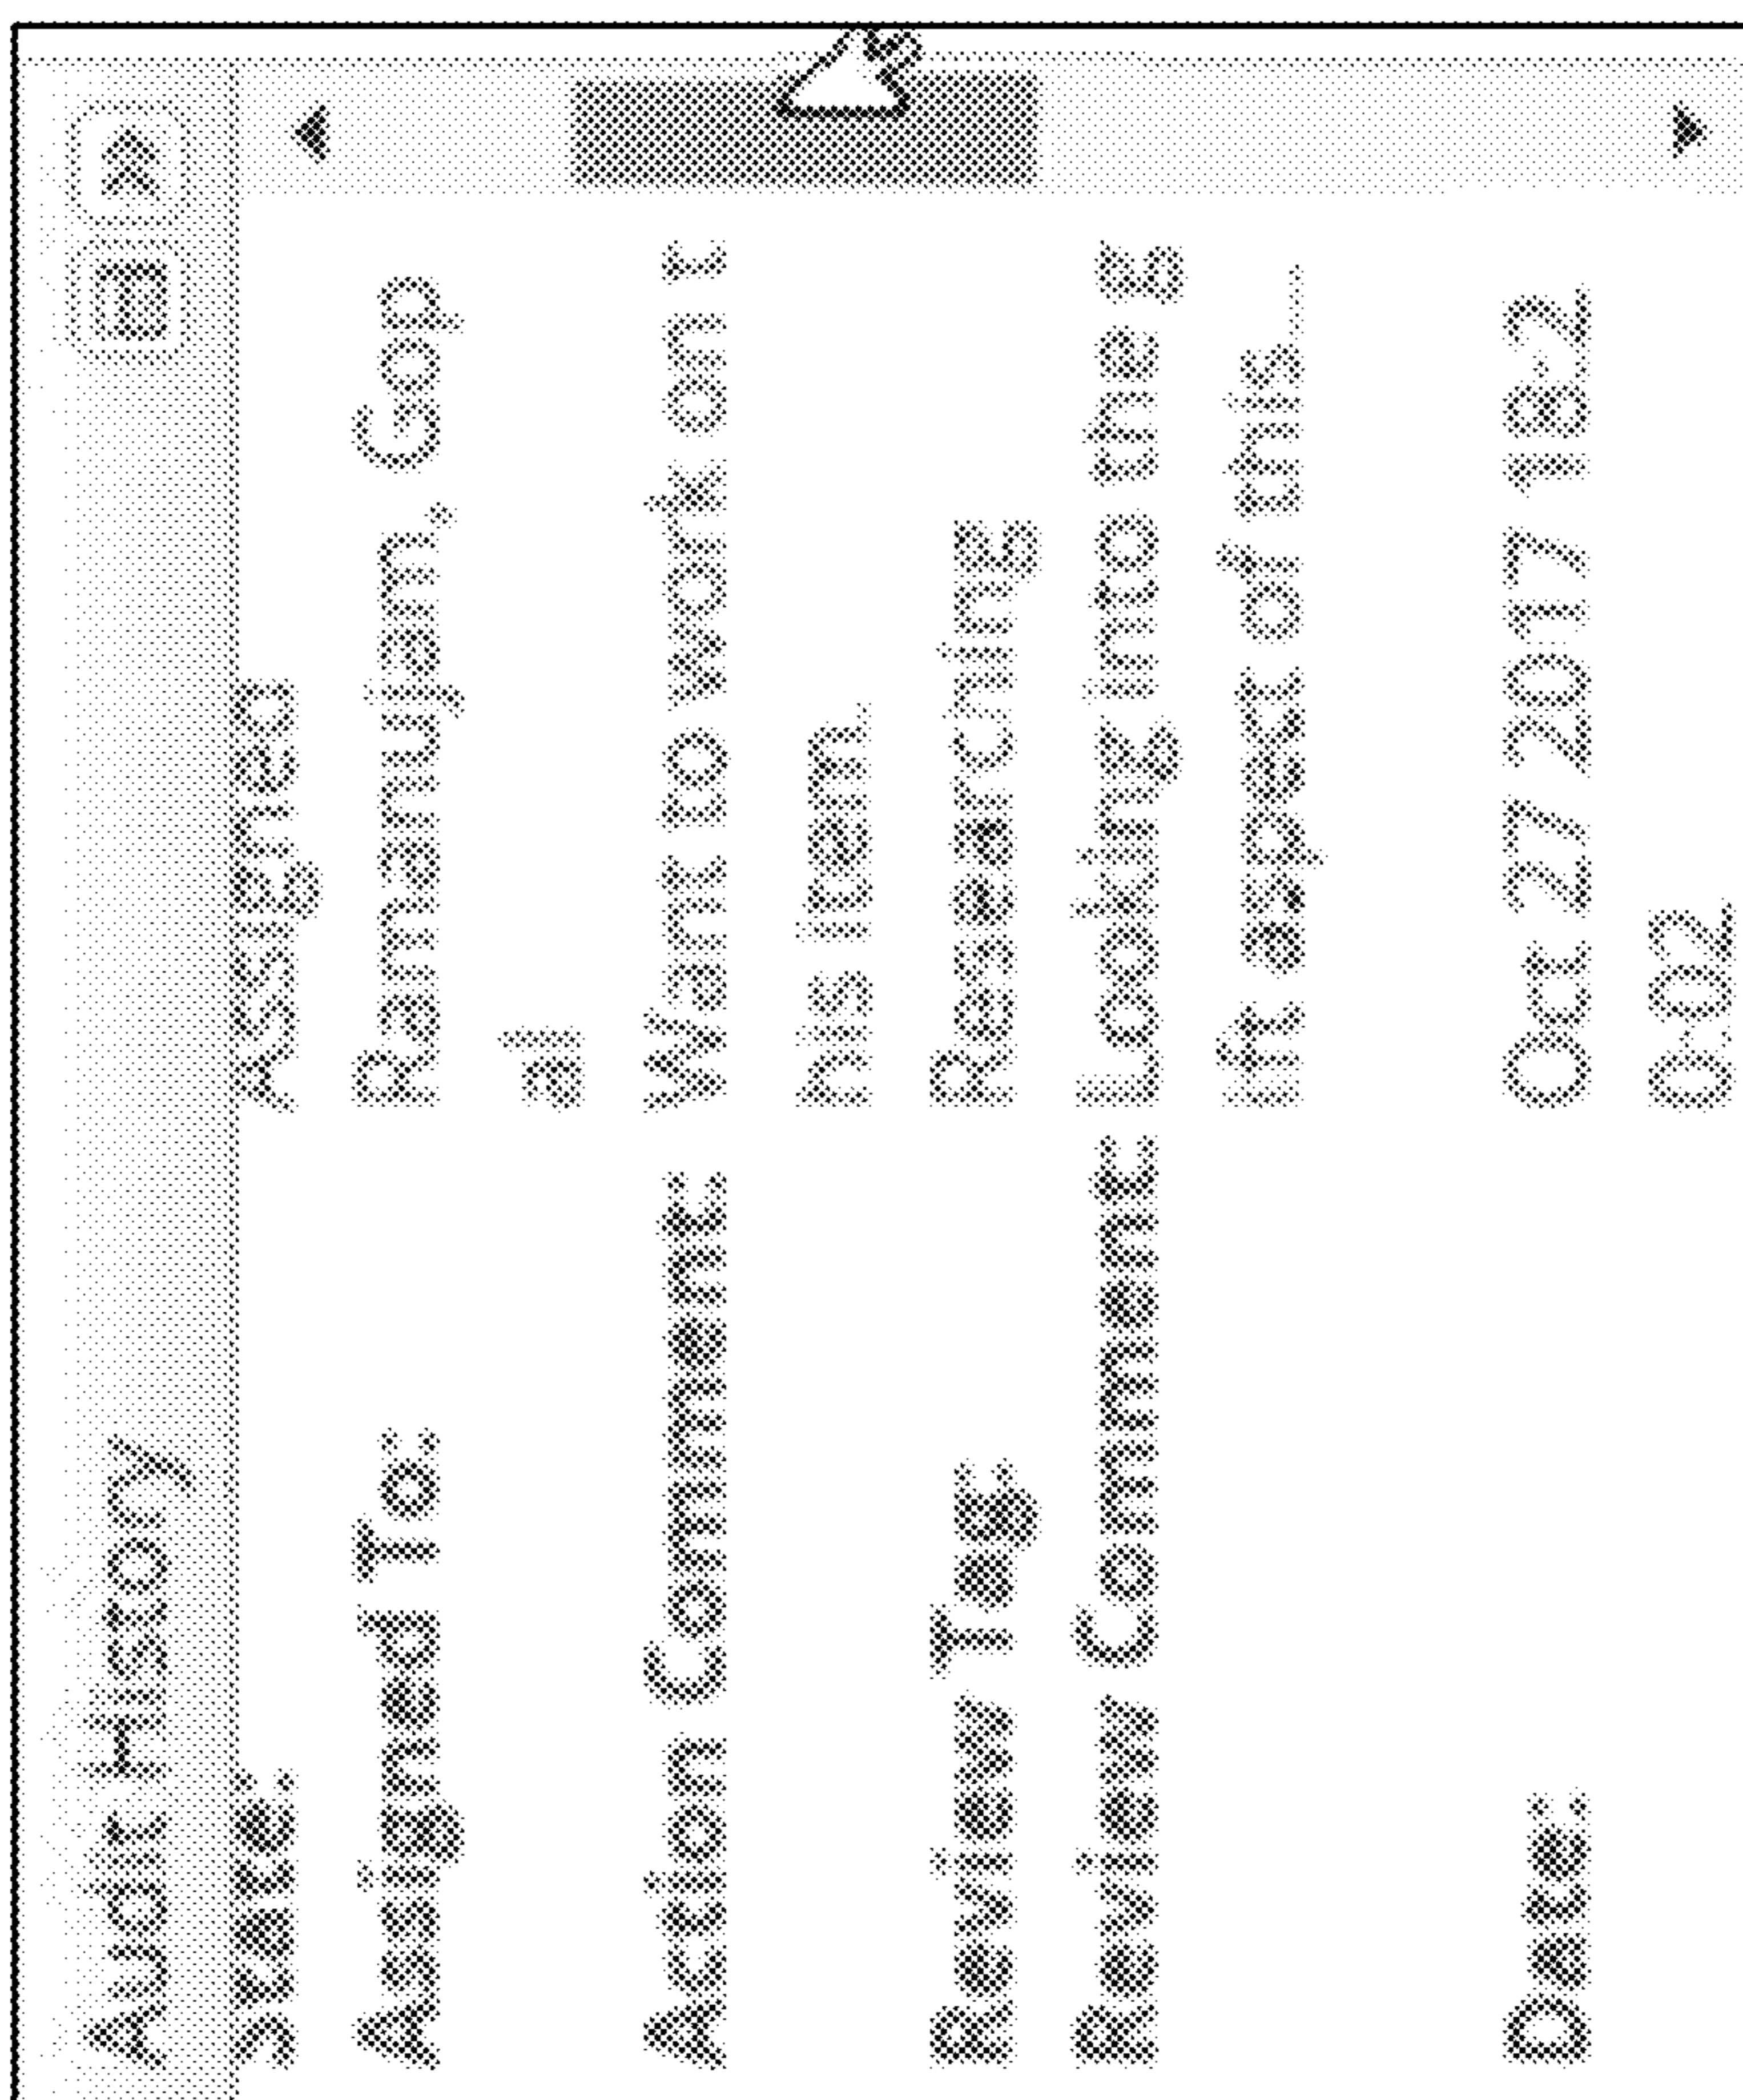 Audit History
State: Assigned
Assigned To: Ramanujam, Gop
al
Action Comment: Want to work on t
his item.
Review Tag: Researching
Review Comment: Looking into the g
ift aspect of this...
Date: Oct 27 2017 18:2
0:02